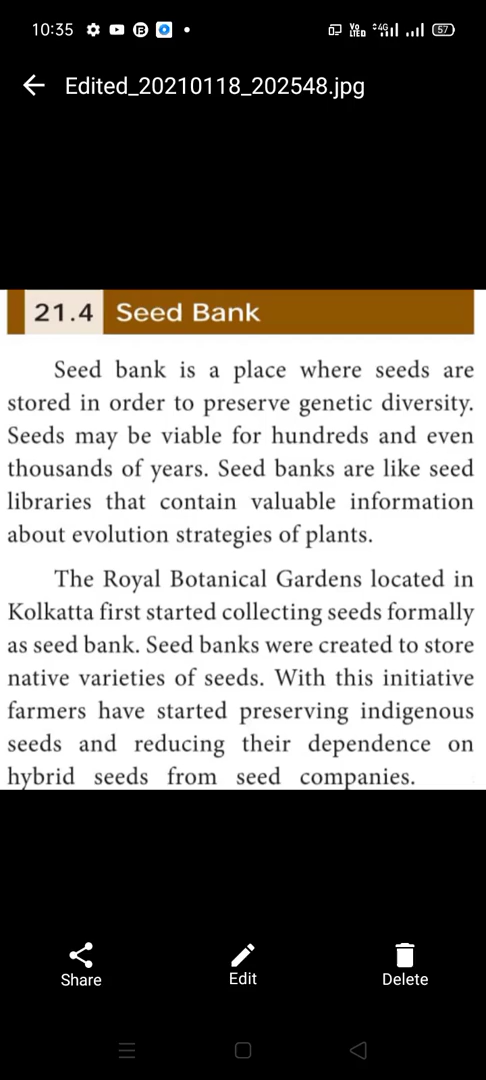 10:35 Vo LTED 4G 57
Edited_20210118_202548.jpg
21.4 Seed Bank
Seed bank is a place where seeds are
stored in order to preserve genetic diversity.
Seeds may be viable for hundreds and even
thousands of years. Seed banks are like seed
libraries that contain valuable information
about evolution strategies of plants.
The Royal Botanical Gardens located in
Kolkatta first started collecting seeds formally
as seed bank. Seed banks were created to store
native varieties of seeds. With this initiative
farmers have started preserving indigenous
seeds and reducing their dependence on
hybrid seeds from seed companies.
Share Edit Delete